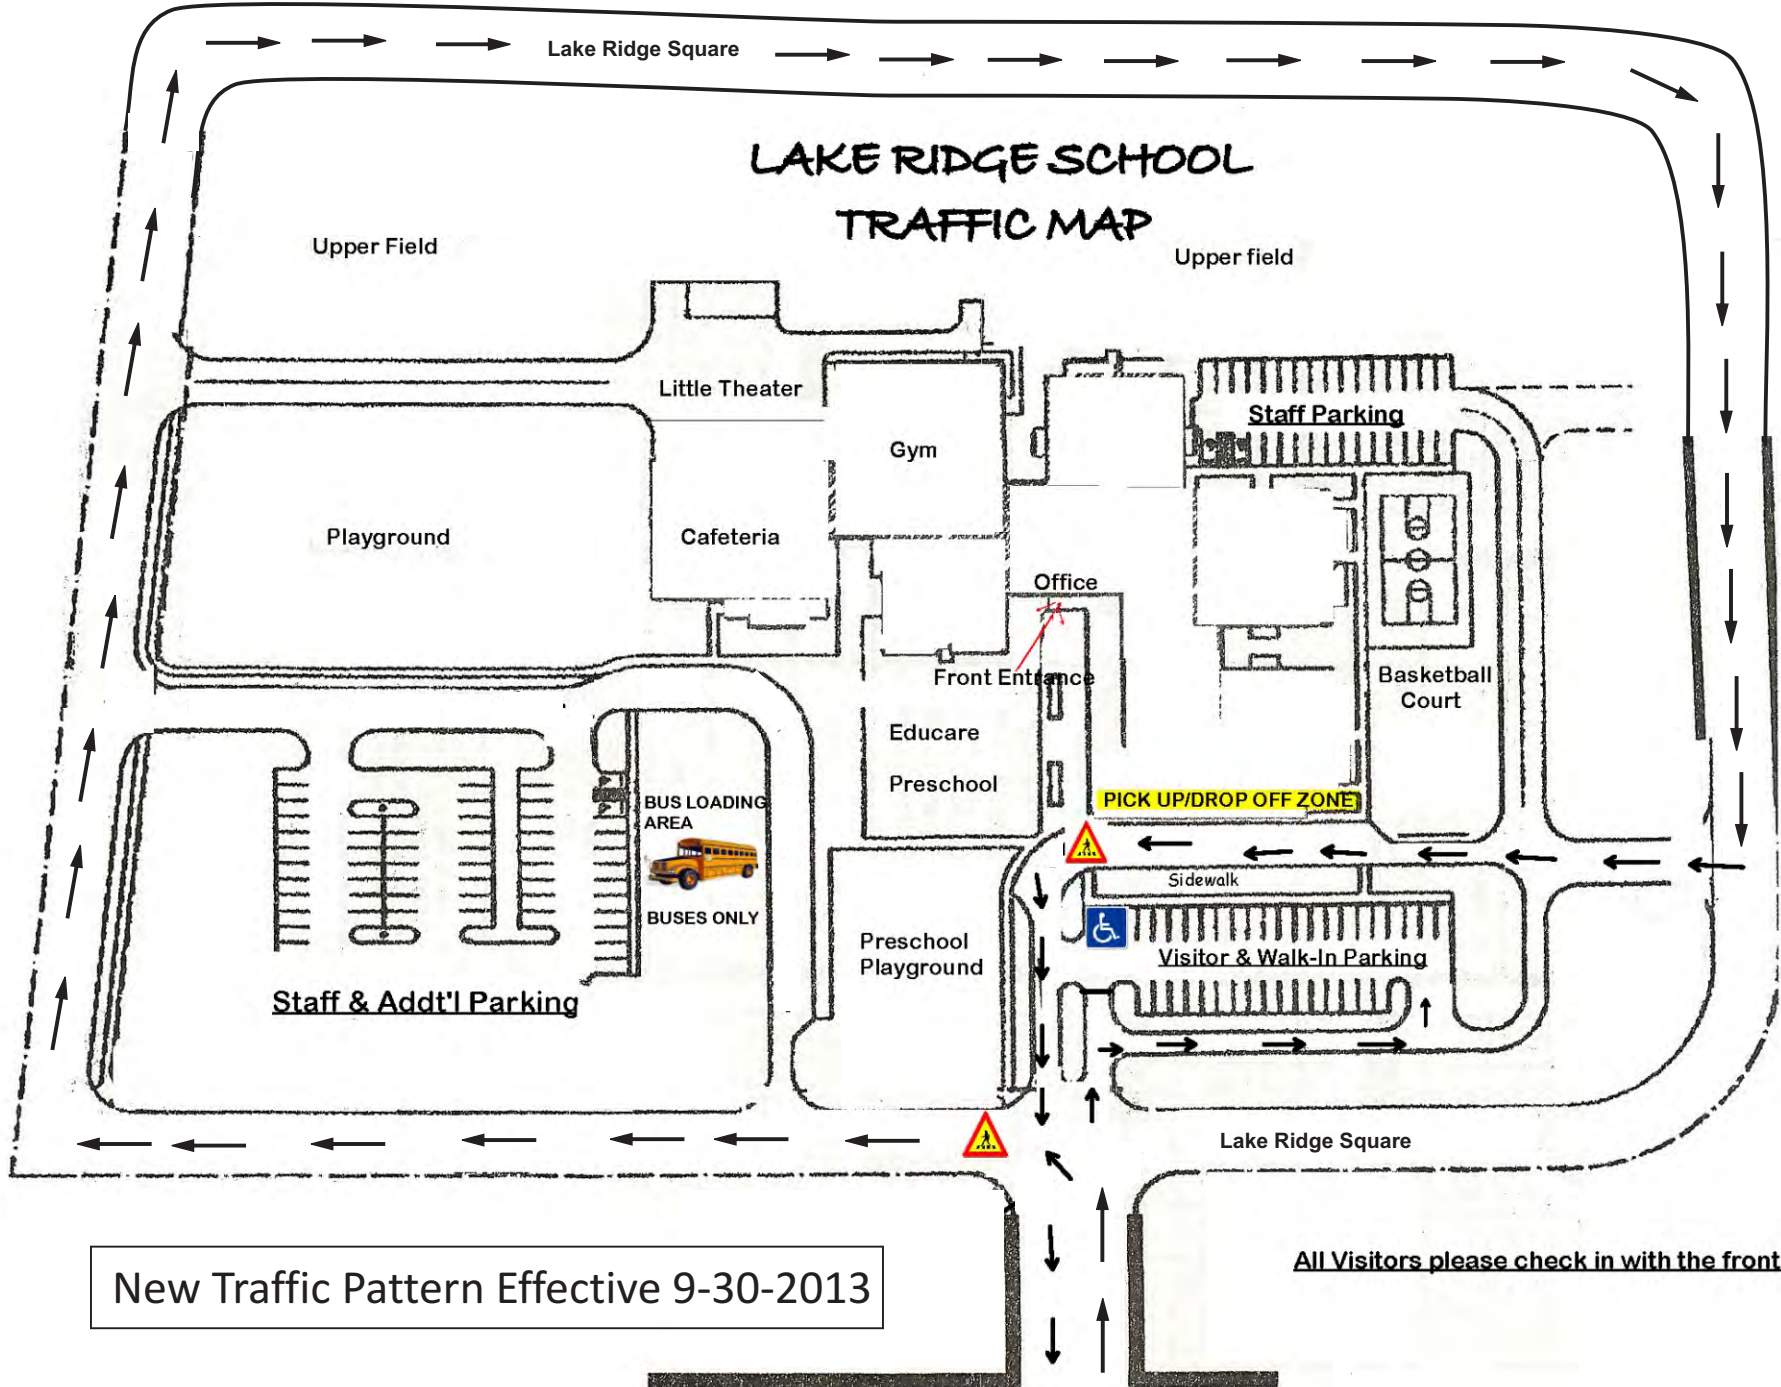 Lake Ridge Square
LAKE RIDGE SCHOOL
TRAFFIC MAP
Upper Field
Upper field
Little Theater
Staff Parking
Gym
Playground
Cafeteria
Office
Front Entrance
Basketball
Court
Educare
Preschool
PICK UP/DROP OFF ZONE
BUS LOADING
AREA
Sidewalk
BUSES ONLY
Preschool
Playground
Visitor & Walk-In Parking
Staff & Addt'l Parking
Lake Ridge Square
All Visitors please check in with the front
New Traffic Pattern Effective 9-30-2013